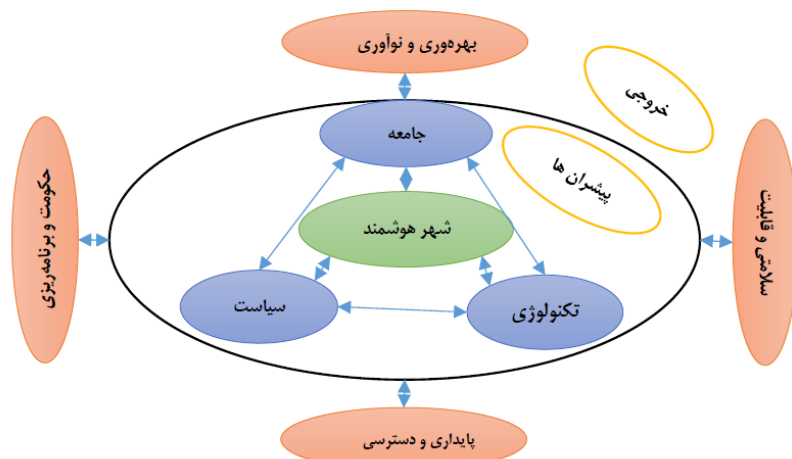 بهره‌وری و نوآوری
خروجی
جامعه
پیشران ها
حکومت و برنامه‌ریزی
شهر هوشمند
سلامتی و قابلیت
سیاست
تکنولوژی
پایداری و دسترسی